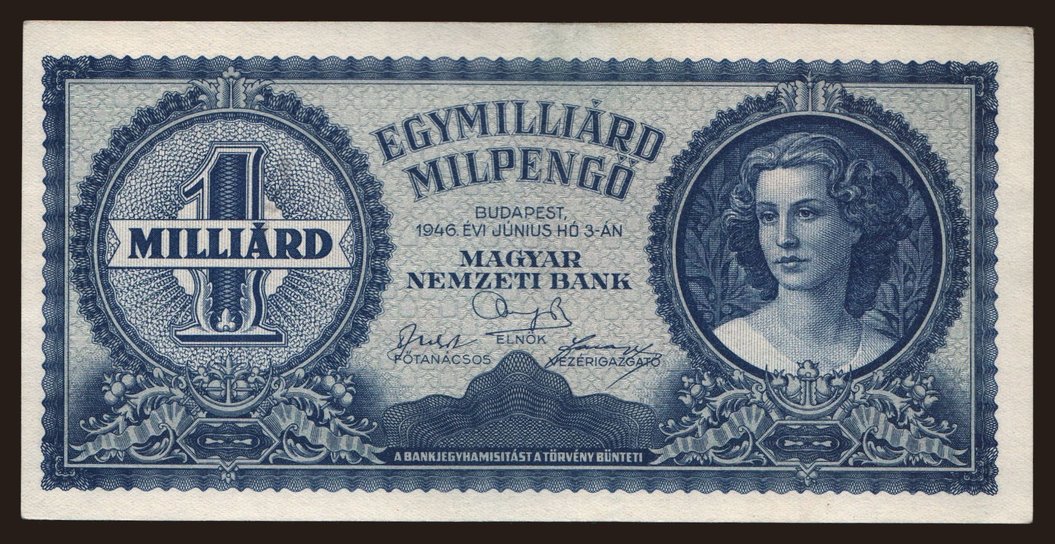 1
MILLIÁRD
EGYMILLIÁRD
MILPENGŐ
BUDAPEST,
1946. ÉVI JÚNIUS HÓ 3-ÁN
MAGYAR
NEMZETI BANK
ELNÖK
FŐTANÁCSOS
VEZÉRIGAZGATÓ
A BANKJEGYHAMISITÁST A TÖRVÉNY BÜNTETI